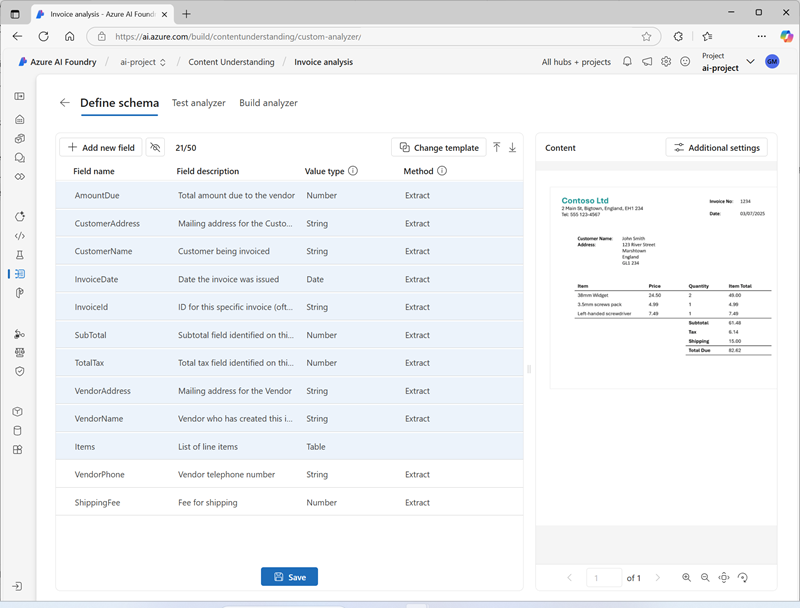 Invoice analysis - Azure AI Found
https://ai.azure.com/build/contentunderstanding/custom-analyzer/
Azure AI Foundry / ai-project / Content Understanding / Invoice analysis
All hubs + projects
Project
ai-project
GM
Define schema Test analyzer Build analyzer
Add new field 21/50 Change template
Field name Field description Value type Method
AmountDue Total amount due to the vendor Number Extract
CustomerAddress Mailing address for the Custo... String Extract
CustomerName Customer being invoiced String Extract
InvoiceDate Date the invoice was issued Date Extract
InvoiceId ID for this specific invoice (oft... String Extract
SubTotal Subtotal field identified on thi... Number Extract
TotalTax Total tax field identified on thi... Number Extract
VendorAddress Mailing address for the Vendor String Extract
VendorName Vendor who has created this i... String Extract
Items List of line items Table
VendorPhone Vendor telephone number String Extract
ShippingFee Fee for shipping Number Extract
Save
Content Additional settings
Contoso Ltd
2 Main St, Bigtown, England, EH1 234
Tel: 555 123-4567
Invoice No: 1234
Date: 03/07/2025
Customer Name: John Smith
Address: 123 River Street
Marshtown
England
GL1 234
Item Price Quantity Item Total
38mm Widget 24.50 2 49.00
3.5mm screws pack 4.99 1 4.99
Left-handed screwdriver 7.49 1 7.49
Subtotal 61.48
Tax 6.14
Shipping 15.00
Total Due 82.62
1 of 1